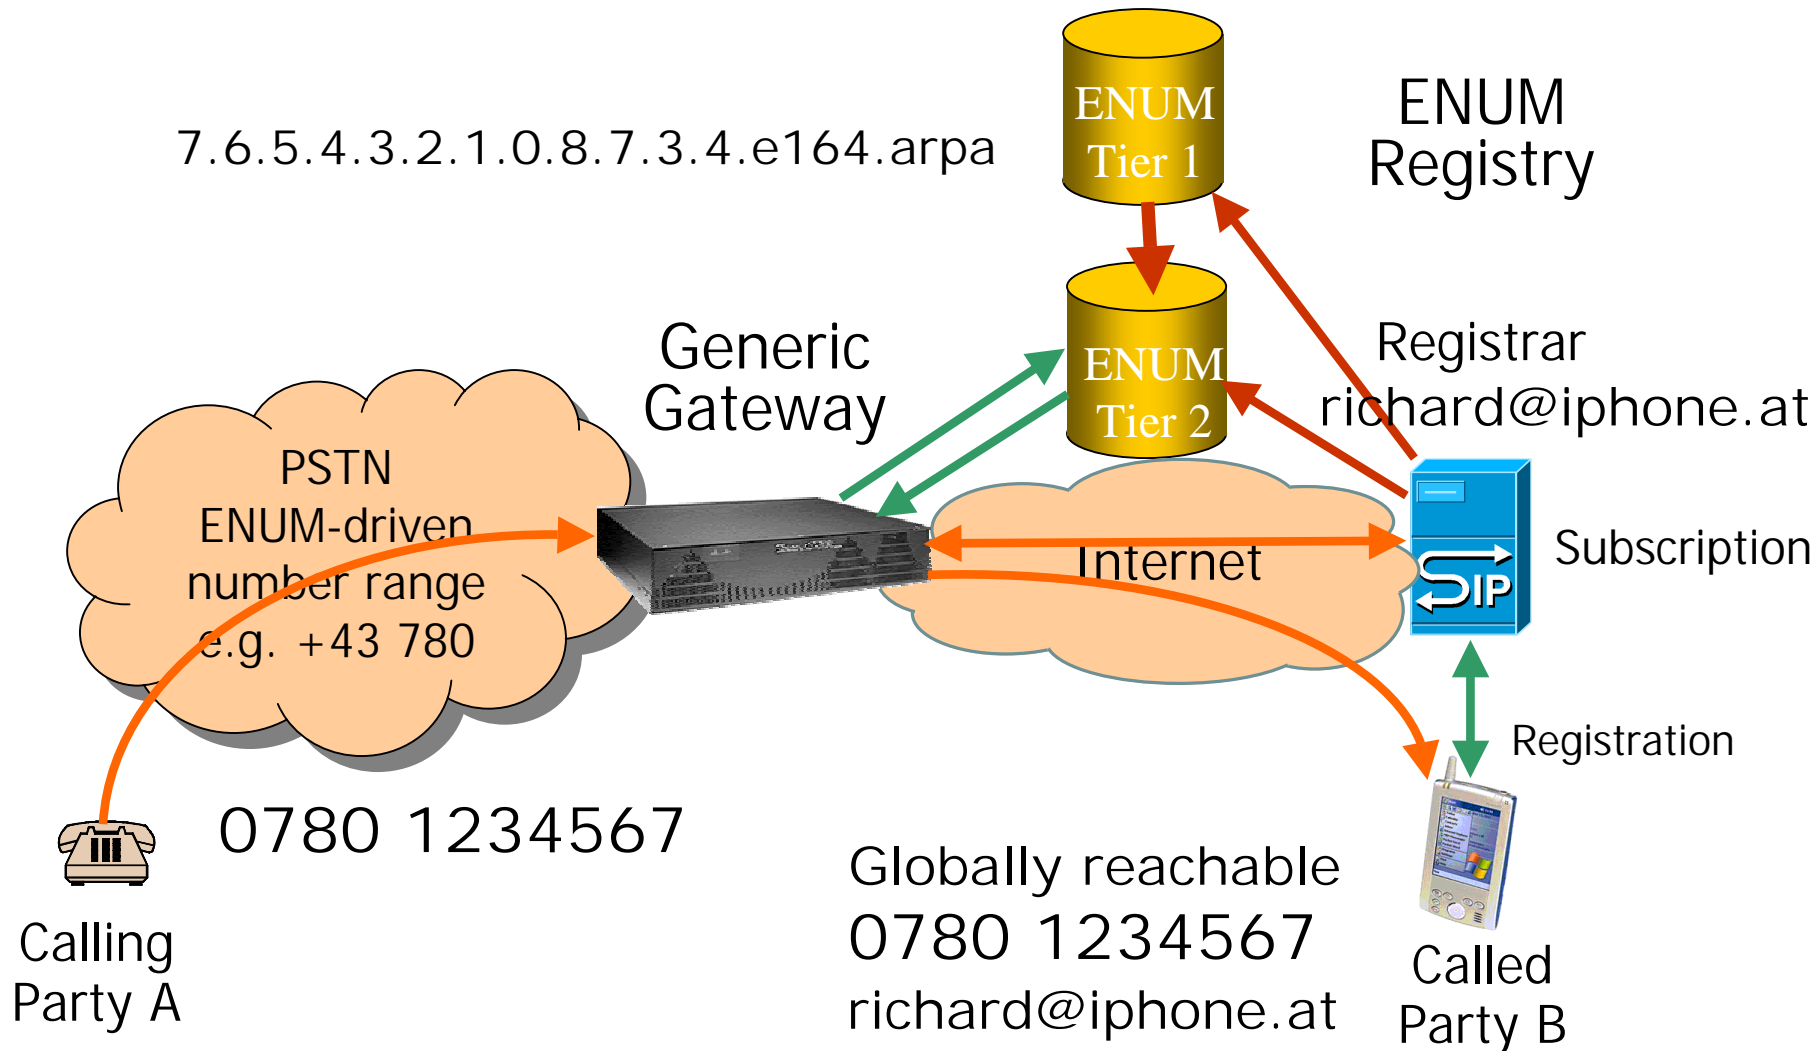 ENUM
Tier 1
ENUM
Registry
7.6.5.4.3.2.1.0.8.7.3.4.e164.arpa
Generic
Gateway
ENUM
Tier 2
Registrar
richard@iphone.at
PSTN
ENUM-driven
number range
e.g. +43 780
Internet
SIP
Subscription
Registration
0780 1234567
Calling
Party A
Globally reachable
0780 1234567
richard@iphone.at
Called
Party B